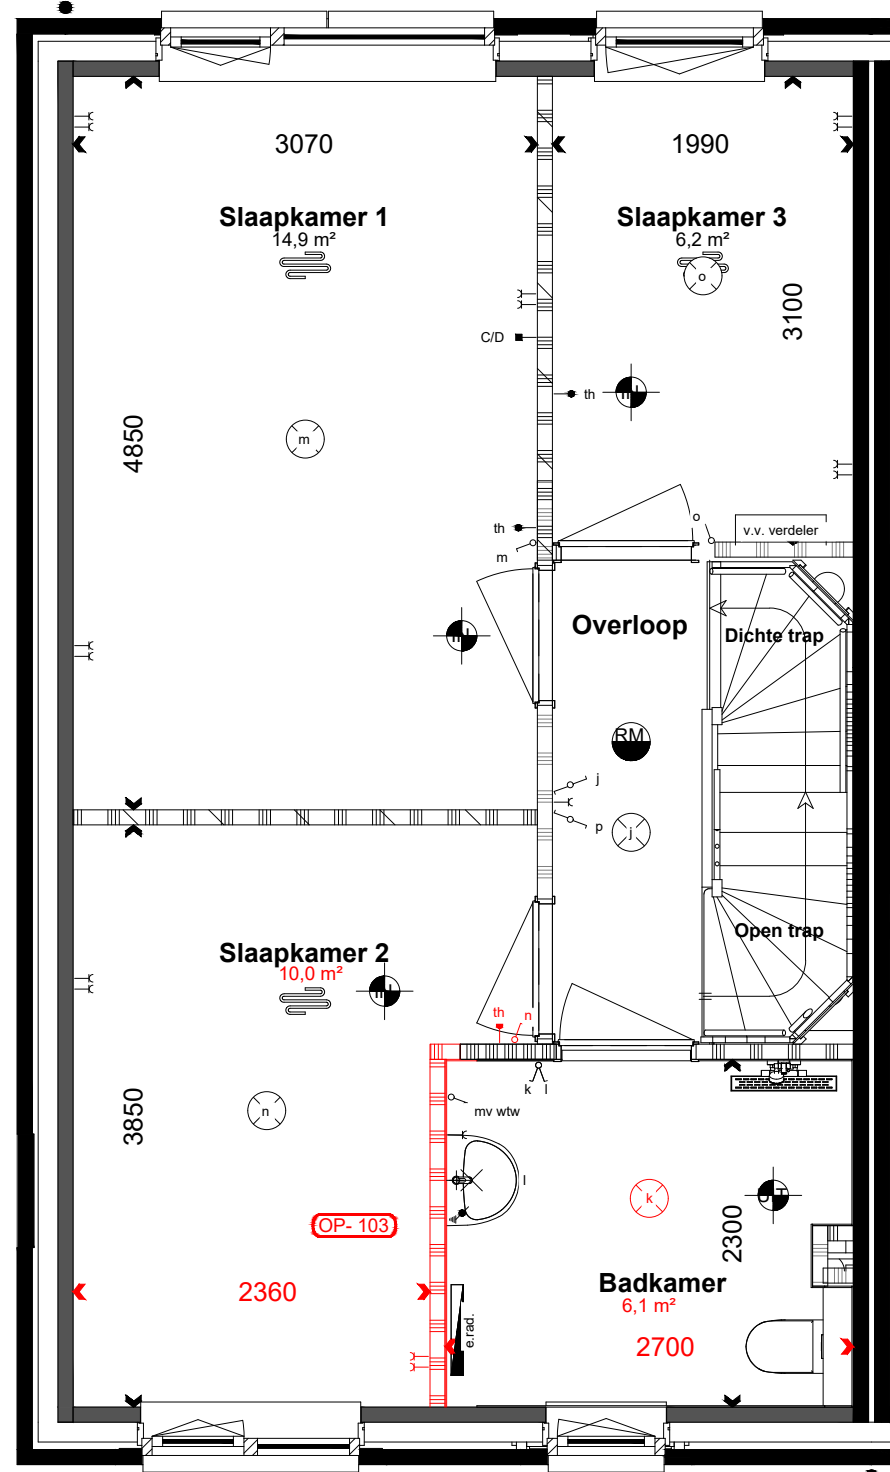 3070
1990
Slaapkamer 1
14,9 m²
Slaapkamer 3
6,2 m²
o
3100
C/D
th
4850
m
th
m
o
v.v. verdeler
Overloop
Dichte trap
RM
j
p
j
Slaapkamer 2
10,0 m²
Open trap
th
n
k
l
mv wtw
n
3850
l
k
OP- 103
2300
Badkamer
6,1 m²
2360
e.rad.
2700